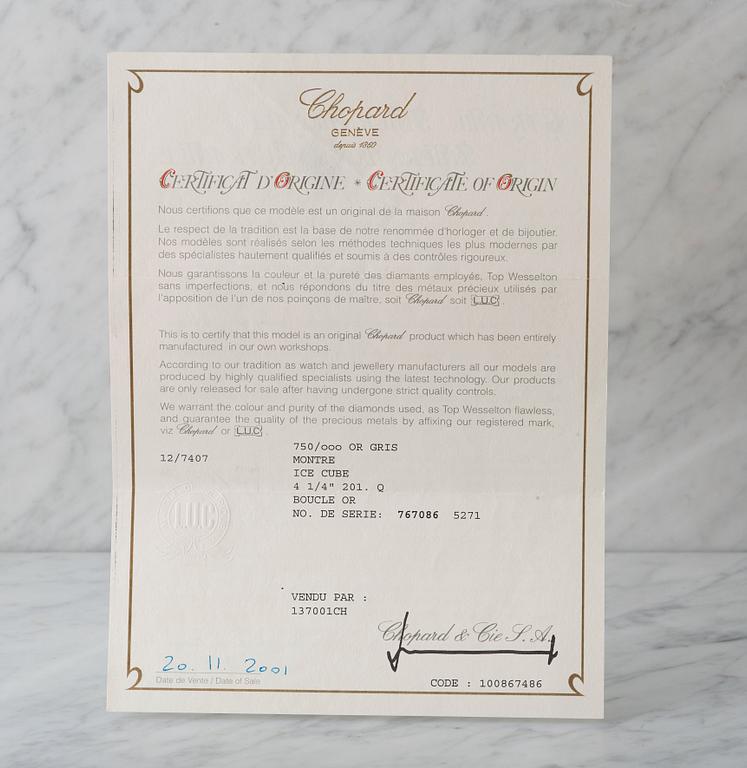 Chopard
GENÈVE
depuis 1860
CERTIFICAT D'ORIGINE * CERTIFICATE OF ORIGIN
Nous certifions que ce modèle est un original de la maison Chopard.
Le respect de la tradition est la base de notre renommée d'horloger et de bijoutier.
Nos modèles sont réalisés selon les méthodes techniques les plus modernes par
des spécialistes hautement qualifiés et soumis à des contrôles rigoureux.
Nous garantissons la couleur et la pureté des diamants employés, Top Wesselton
sans imperfections, et nous répondons du titre des métaux précieux utilisés par
l'apposition de l'un de nos poinçons de maître, soit Chopard soit L.U.C.
This is to certify that this model is an original Chopard product which has been entirely
manufactured in our own workshops.
According to our tradition as watch and jewellery manufacturers all our models are
produced by highly qualified specialists using the latest technology. Our products
are only released for sale after having undergone strict quality controls.
We warrant the colour and purity of the diamonds used, as Top Wesselton flawless,
and guarantee the quality of the precious metals by affixing our registered mark,
viz Chopard or L.U.C.
750/ooo OR GRIS
12/7407 MONTRE
ICE CUBE
4 1/4" 201. Q
BOUCLE OR
NO. DE SERIE: 767086 5271
L.U.C
VENDU PAR :
137001CH
Chopard & Cie S.A.
20. 11. 2001
Date de Vente / Date of Sale
CODE : 100867486